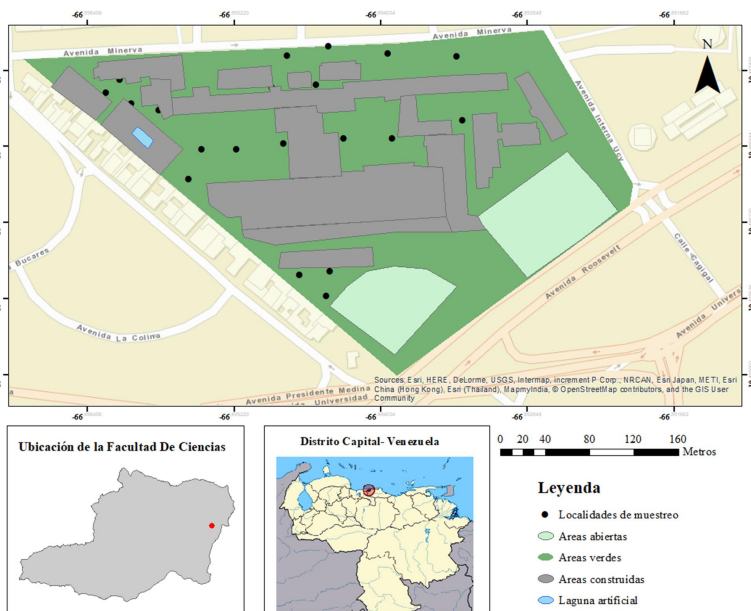 -66 -66 -66 -66 -66
Avenida Minerva
Avenida Minerva
N
Avenida Interna Ucv
Bucares
Avenida La Colina
Avenida Roosevelt
Calle Cagigal
Avenida Univers
Avenida Presidente Medina
Universidad
Sources: Esri, HERE, DeLorme, USGS, Intermap, increment P Corp., NRCAN, Esri Japan, METI, Esri
China (Hong Kong), Esri (Thailand), MapmyIndia, © OpenStreetMap contributors, and the GIS User
Community
-66 -66 -66 -66 -66
Ubicación de la Facultad De Ciencias
Distrito Capital- Venezuela
0 20 40 80 120 160
Metros
Leyenda
Localidades de muestreo
Areas abiertas
Areas verdes
Areas construidas
Laguna artificial